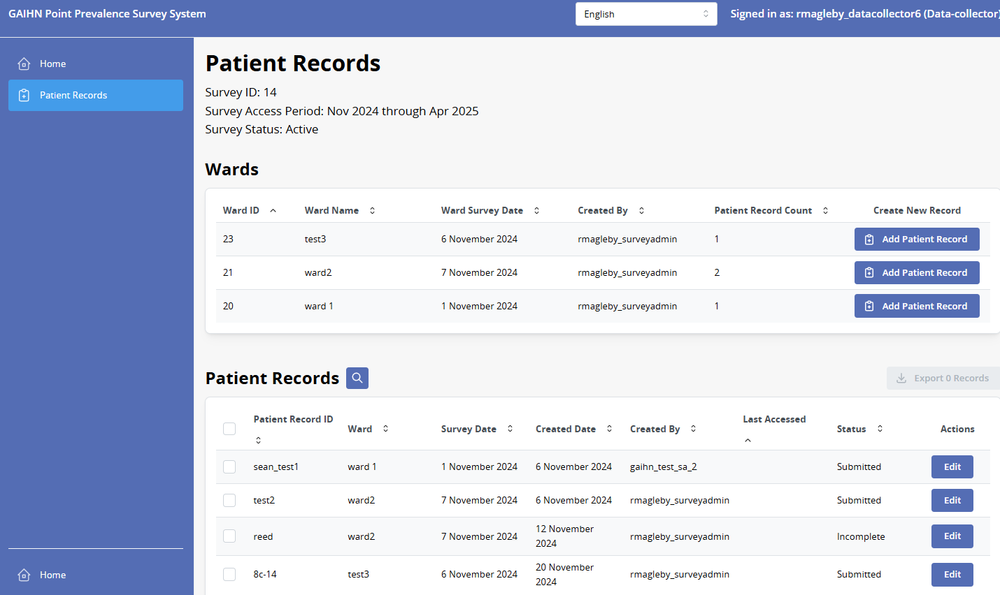 GAIHN Point Prevalence Survey System
English
Signed in as: rmagleby_datacollector6 (Data-collector)
Home
Patient Records
Patient Records
Survey ID: 14
Survey Access Period: Nov 2024 through Apr 2025
Survey Status: Active
Wards
Ward ID Ward Name Ward Survey Date Created By Patient Record Count Create New Record
23 test3 6 November 2024 rmagleby_surveyadmin 1 Add Patient Record
21 ward2 7 November 2024 rmagleby_surveyadmin 2 Add Patient Record
20 ward 1 1 November 2024 rmagleby_surveyadmin 1 Add Patient Record
Patient Records
Export 0 Records
Patient Record ID Ward Survey Date Created Date Created By Last Accessed Status Actions
sean_test1 ward 1 1 November 2024 6 November 2024 gaihn_test_sa_2 Submitted Edit
test2 ward2 7 November 2024 6 November 2024 rmagleby_surveyadmin Submitted Edit
reed ward2 7 November 2024 12 November 2024 rmagleby_surveyadmin Incomplete Edit
8c-14 test3 6 November 2024 20 November 2024 rmagleby_surveyadmin Submitted Edit
Home